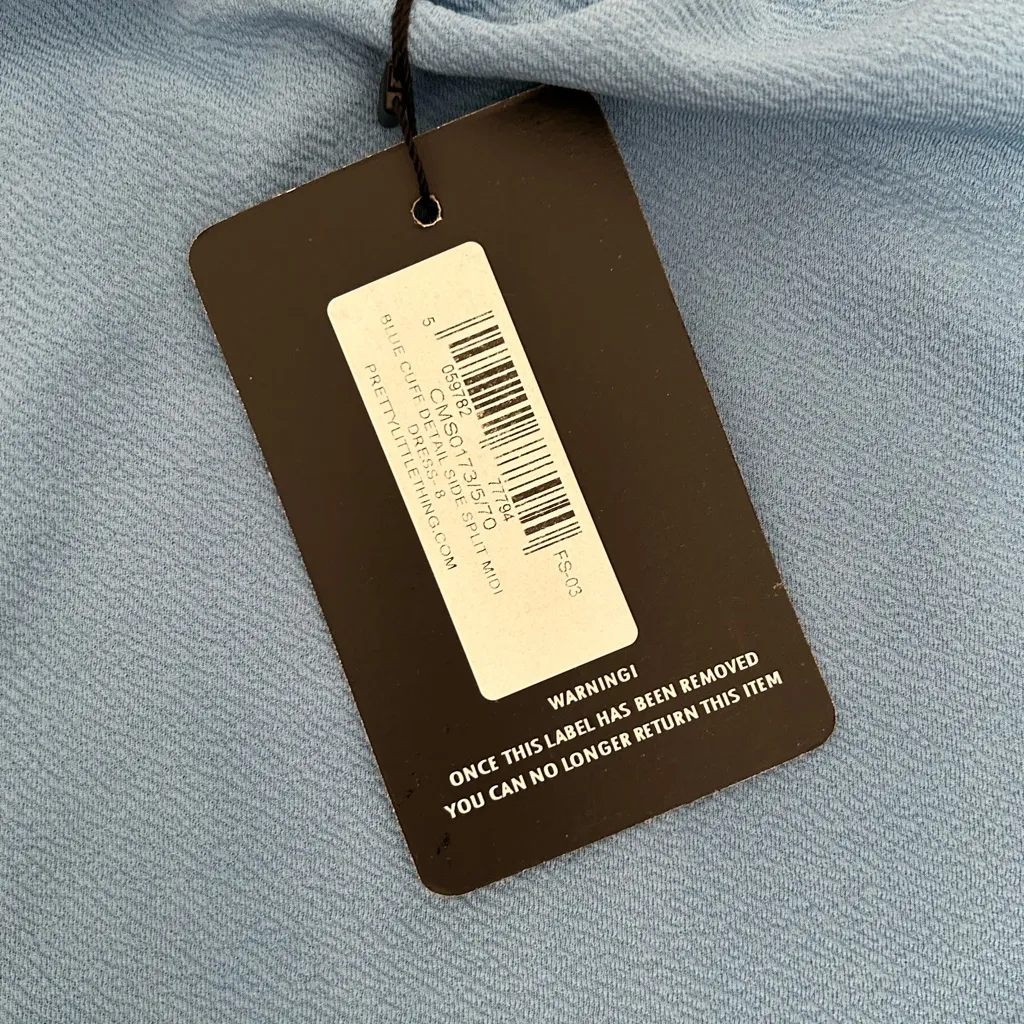 5 059782 777794
FS-03
CMS0173/5/70
BLUE CUFF DETAIL SIDE SPLIT MIDI
DRESS- 8
PRETTYLITTLETHING.COM
WARNING!
ONCE THIS LABEL HAS BEEN REMOVED
YOU CAN NO LONGER RETURN THIS ITEM